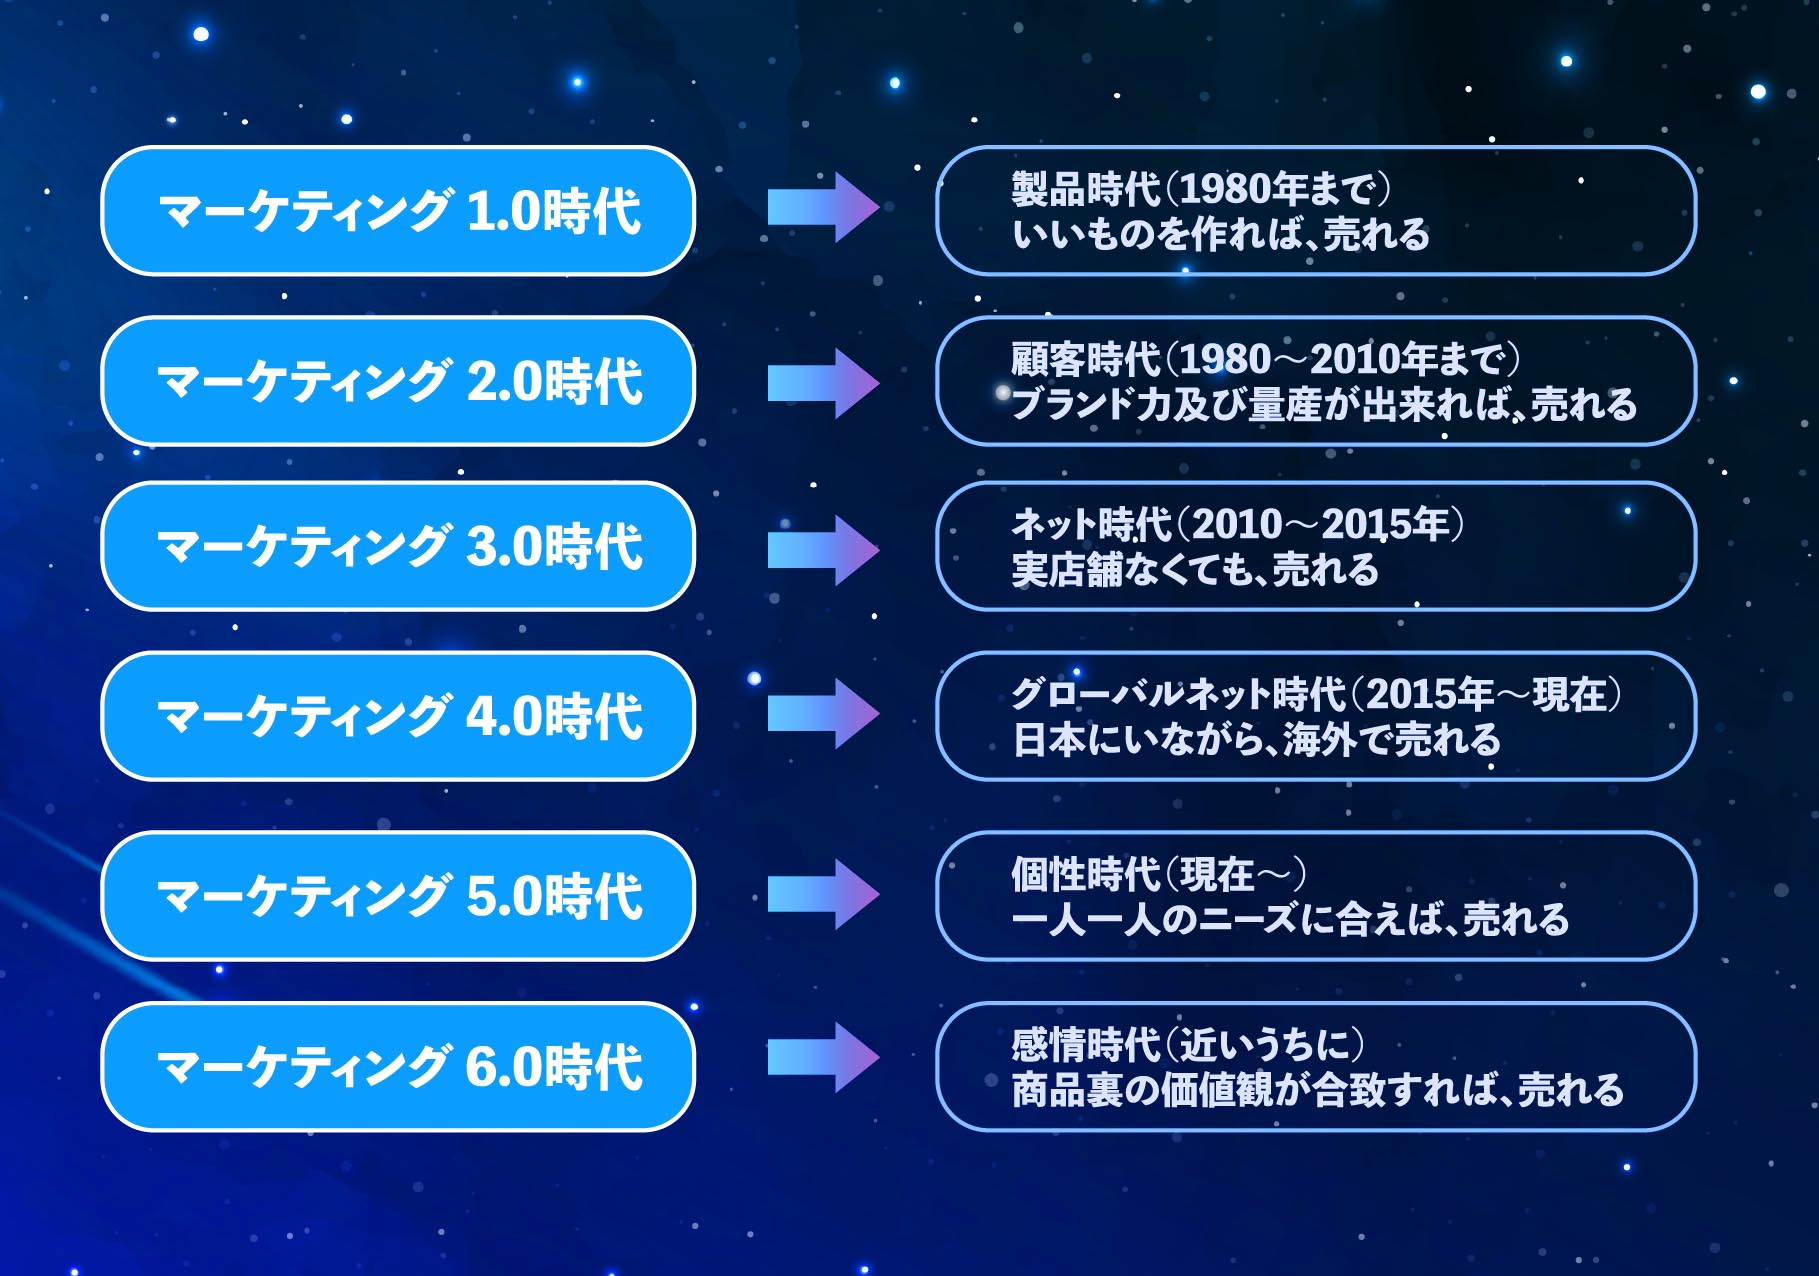 マーケティング 1.0時代
製品時代（1980年まで）
いいものを作れば、売れる
マーケティング 2.0時代
顧客時代（1980〜2010年まで）
ブランド力及び量産が出来れば、売れる
マーケティング 3.0時代
ネット時代（2010〜2015年）
実店舗なくても、売れる
マーケティング 4.0時代
グローバルネット時代（2015年〜現在）
日本にいながら、海外で売れる
マーケティング 5.0時代
個性時代（現在〜）
一人一人のニーズに合えば、売れる
マーケティング 6.0時代
感情時代（近いうちに）
商品裏の価値観が合致すれば、売れる